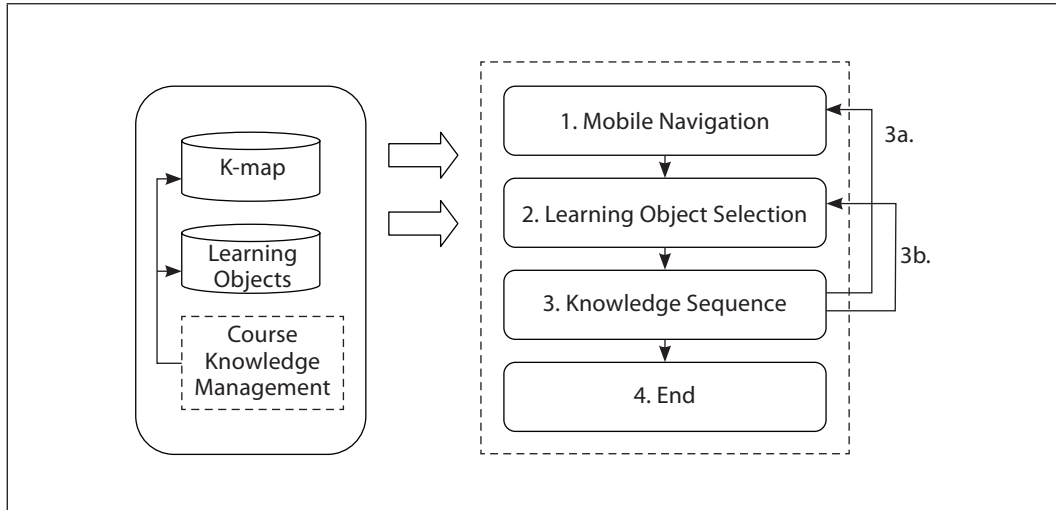 K-map
Learning
Objects
Course
Knowledge
Management
1. Mobile Navigation
2. Learning Object Selection
3. Knowledge Sequence
4. End
3a.
3b.